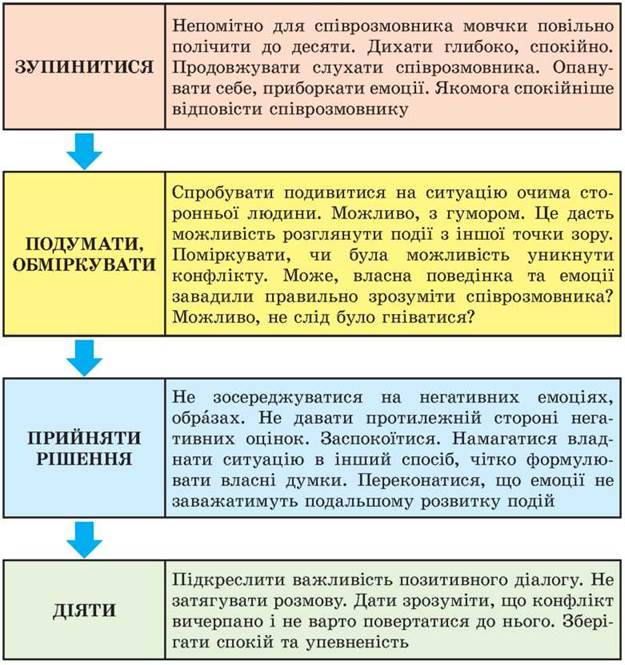 ЗУПИНИТИСЯ
Непомітно для співрозмовника мовчки повільно
полічити до десяти. Дихати глибоко, спокійно.
Продовжувати слухати співрозмовника. Опану-
вати себе, приборкати емоції. Якомога спокійніше
відповісти співрозмовнику
ПОДУМАТИ,
ОБМІРКУВАТИ
Спробувати подивитися на ситуацію очима сто-
ронньої людини. Можливо, з гумором. Це дасть
можливість розглянути події з іншої точки зору.
Поміркувати, чи була можливість уникнути
конфлікту. Може, власна поведінка та емоції
завадили правильно зрозуміти співрозмовника?
Можливо, не слід було гніватися?
ПРИЙНЯТИ
РІШЕННЯ
Не зосереджуватися на негативних емоціях,
обра́зах. Не давати протилежній стороні нега-
тивних оцінок. Заспокоїтися. Намагатися влад-
нати ситуацію в інший спосіб, чітко формулю-
вати власні думки. Переконатися, що емоції не
заважатимуть подальшому розвитку подій
ДІЯТИ
Підкреслити важливість позитивного діалогу. Не
затягувати розмову. Дати зрозуміти, що конфлікт
вичерпано і не варто повертатися до нього. Збері-
гати спокій та упевненість